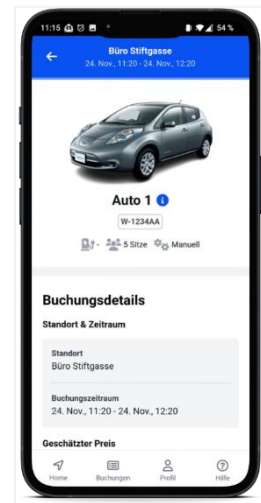 11:15 54 %
Büro Stiftgasse
24. Nov., 11:20 - 24. Nov., 12:20
Auto 1
W-1234AA
- 5 Sitze Manuell
Buchungsdetails
Standort & Zeitraum
Standort
Büro Stiftgasse
Buchungszeitraum
24. Nov., 11:20 - 24. Nov., 12:20
Geschätzter Preis
Home Buchungen Profil Hilfe